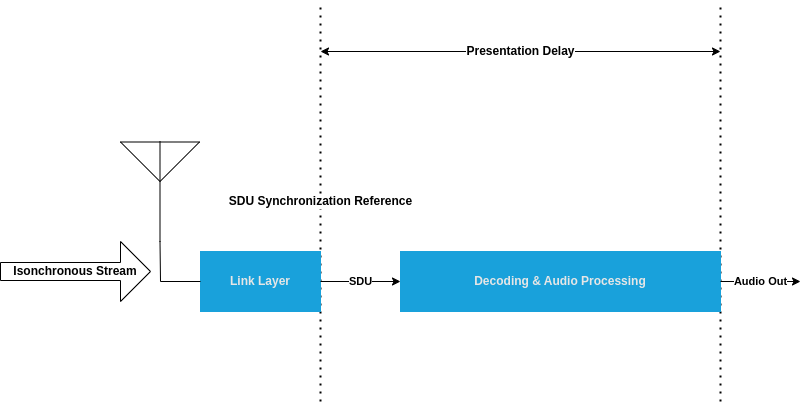 Presentation Delay
SDU Synchronization Reference
Isonchronous Stream
Link Layer
SDU
Decoding & Audio Processing
Audio Out